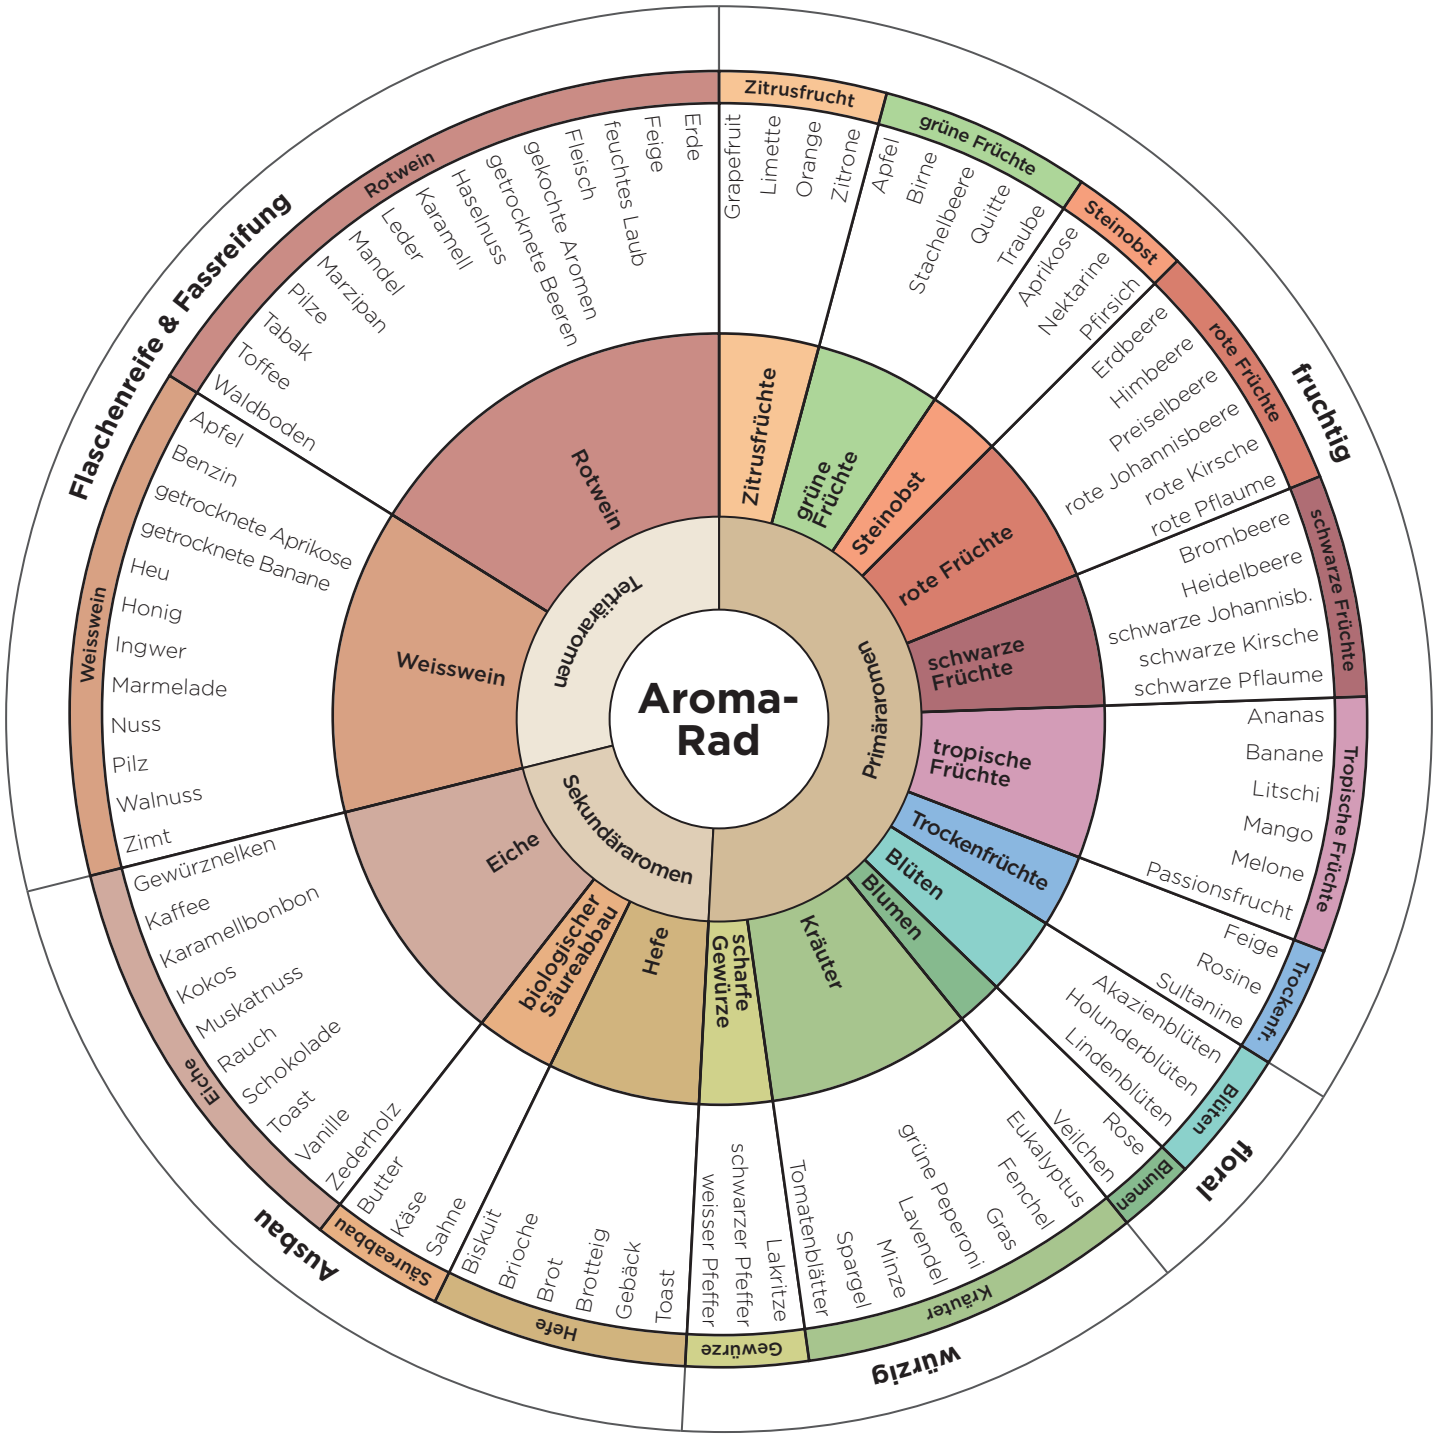 Aroma-
Rad
Primäraromen
Sekundäraromen
Tertiäraromen
fruchtig
Zitrusfrüchte
Zitrusfrucht
Grapefruit
Limette
Orange
Zitrone
grüne
Früchte
grüne Früchte
Apfel
Birne
Stachelbeere
Quitte
Traube
Steinobst
Steinobst
Aprikose
Nektarine
Pfirsich
rote Früchte
rote Früchte
Erdbeere
Himbeere
Preiselbeere
rote Johannisbeere
rote Kirsche
rote Pflaume
schwarze
Früchte
schwarze Früchte
Brombeere
Heidelbeere
schwarze Johannisb.
schwarze Kirsche
schwarze Pflaume
tropische
Früchte
Tropische Früchte
Ananas
Banane
Litschi
Mango
Melone
Passionsfrucht
Trockenfrüchte
Trockenfr.
Feige
Rosine
Sultanine
floral
Blüten
Blüten
Akazienblüten
Holunderblüten
Lindenblüten
Blumen
Blumen
Rose
Veilchen
würzig
Kräuter
Kräuter
Eukalyptus
Fenchel
Gras
grüne Peperoni
Lavendel
Minze
Spargel
Tomatenblätter
scharfe
Gewürze
Gewürze
Lakritze
schwarzer Pfeffer
weisser Pfeffer
Ausbau
Hefe
Hefe
Toast
Gebäck
Brotteig
Brot
Brioche
Biskuit
biologischer
Säureabbau
Säureabbau
Sahne
Käse
Butter
Eiche
Eiche
Zederholz
Vanille
Toast
Schokolade
Rauch
Muskatnuss
Kokos
Karamellbonbon
Kaffee
Gewürznelken
Flaschenreife & Fassreifung
Weisswein
Weisswein
Zimt
Walnuss
Pilz
Nuss
Marmelade
Ingwer
Honig
Heu
getrocknete Banane
getrocknete Aprikose
Benzin
Apfel
Rotwein
Rotwein
Waldboden
Toffee
Tabak
Pilze
Marzipan
Mandel
Leder
Karamell
Haselnuss
getrocknete Beeren
gekochte Aromen
Fleisch
feuchtes Laub
Feige
Erde